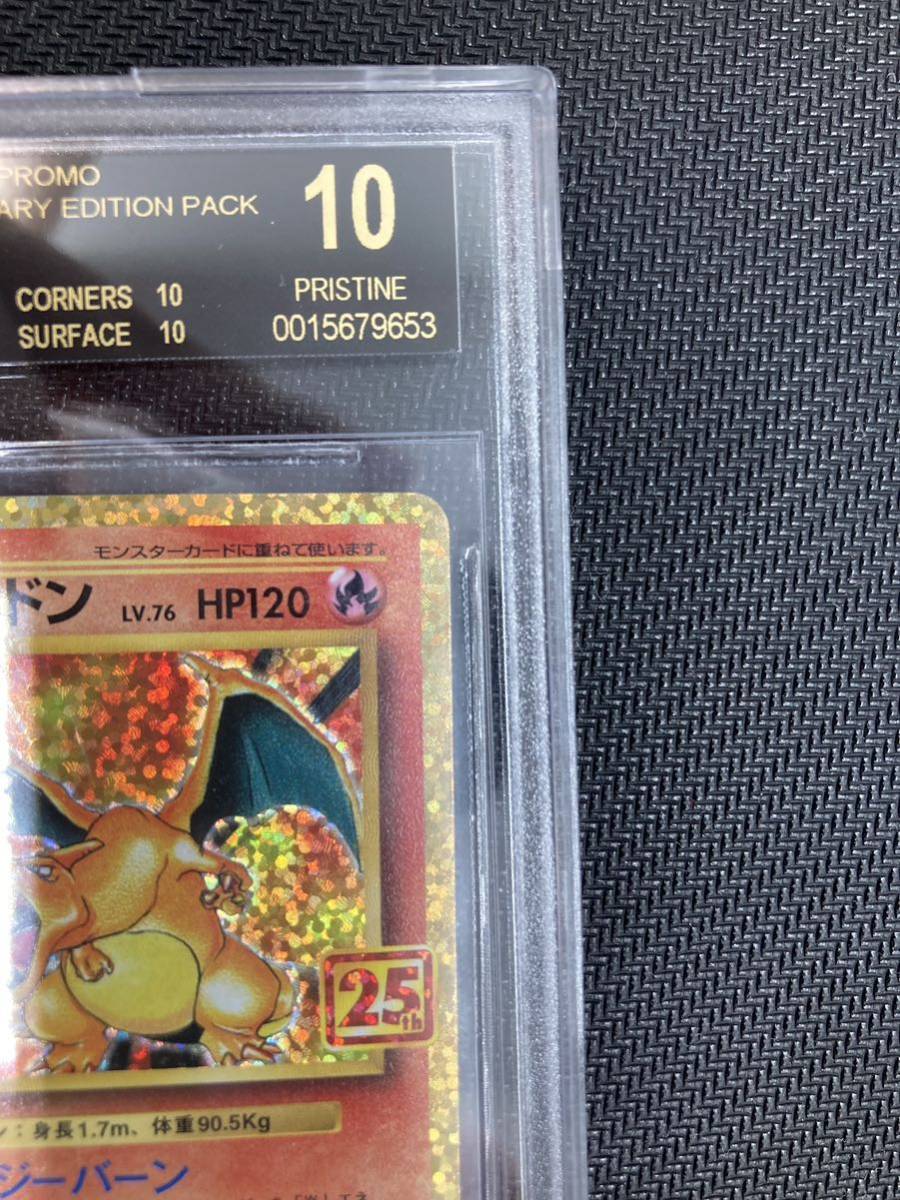 PROMO
ARY EDITION PACK
10
CORNERS 10
PRISTINE
SURFACE 10
0015679653
モンスターカードに重ねて使います。
ドン LV.76 HP120
25th
ン:身長1.7m、体重90.5Kg
ジーバーン